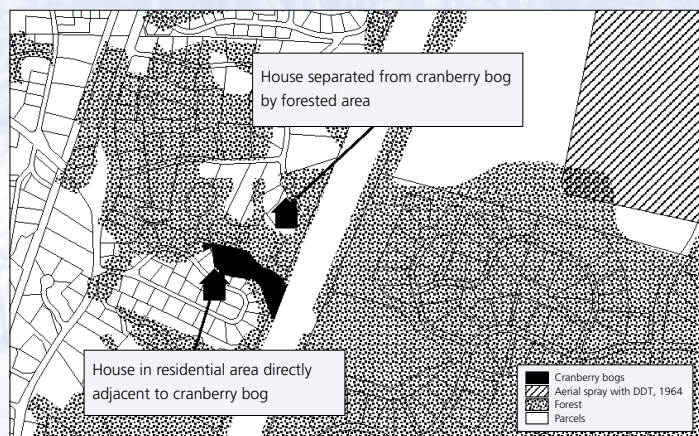 House separated from cranberry bog
by forested area
House in residential area directly
adjacent to cranberry bog
Cranberry bogs
Aerial spray with DDT, 1964
Forest
Parcels